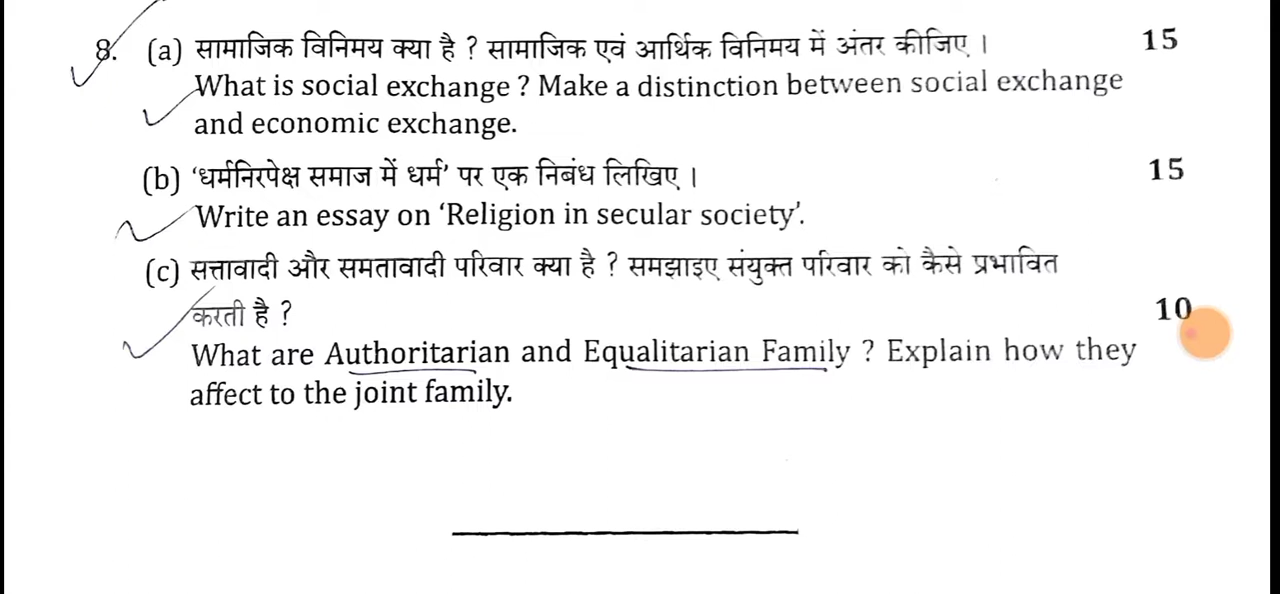 8. (a) सामाजिक विनिमय क्या है ? सामाजिक एवं आर्थिक विनिमय में अंतर कीजिए । 15
What is social exchange ? Make a distinction between social exchange
and economic exchange.
(b) ‘धर्मनिरपेक्ष समाज में धर्म’ पर एक निबंध लिखिए । 15
Write an essay on ‘Religion in secular society’.
(c) सत्तावादी और समतावादी परिवार क्या है ? समझाइए संयुक्त परिवार को कैसे प्रभावित
करती है ? 10
What are Authoritarian and Equalitarian Family ? Explain how they
affect to the joint family.